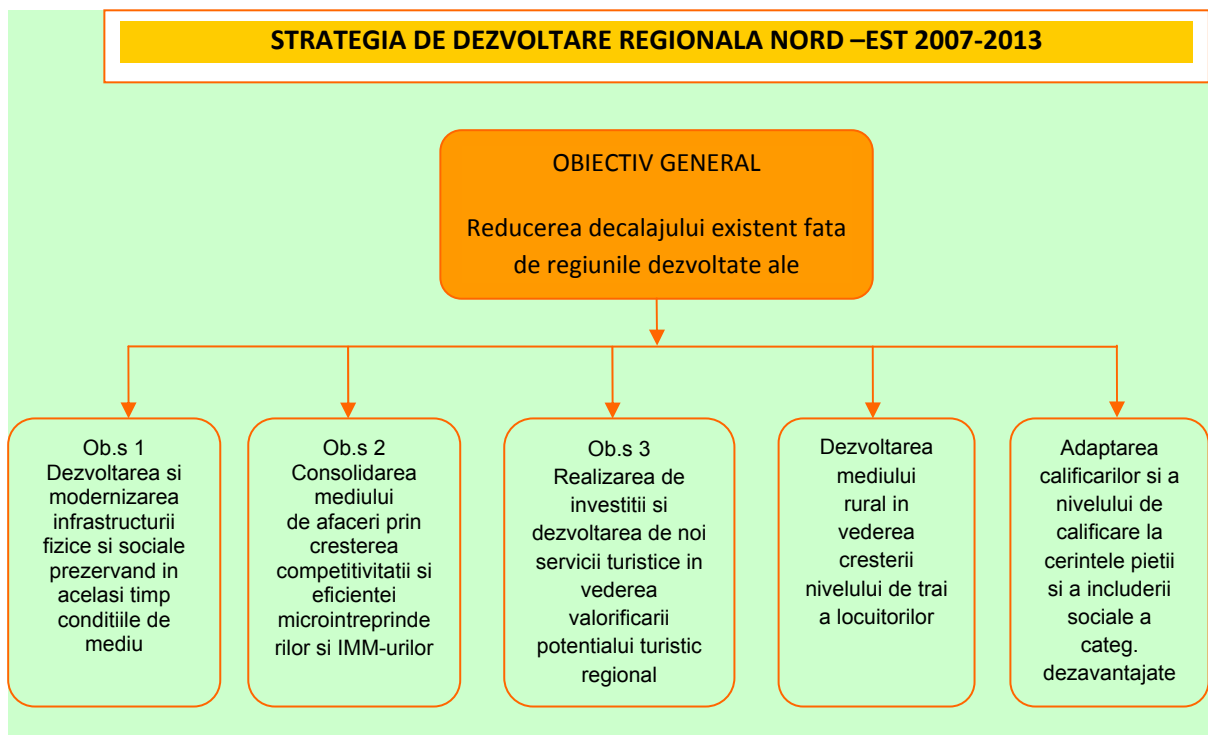 STRATEGIA DE DEZVOLTARE REGIONALA NORD –EST 2007-2013
OBIECTIV GENERAL
Reducerea decalajului existent fata
de regiunile dezvoltate ale
Ob.s 1
Dezvoltarea si
modernizarea
infrastructurii
fizice si sociale
prezervand in
acelasi timp
conditiile de
mediu
Ob.s 2
Consolidarea
mediului
de afaceri prin
cresterea
competitivitatii si
eficientei
microintreprinde
rilor si IMM-urilor
Ob.s 3
Realizarea de
investitii si
dezvoltarea de noi
servicii turistice in
vederea
valorificarii
potentialui turistic
regional
Dezvoltarea
mediului
rural in
vederea
cresterii
nivelului de trai
a locuitorilor
Adaptarea
calificarilor si a
nivelului de
calificare la
cerintele pietii
si a includerii
sociale a
categ.
dezavantajate